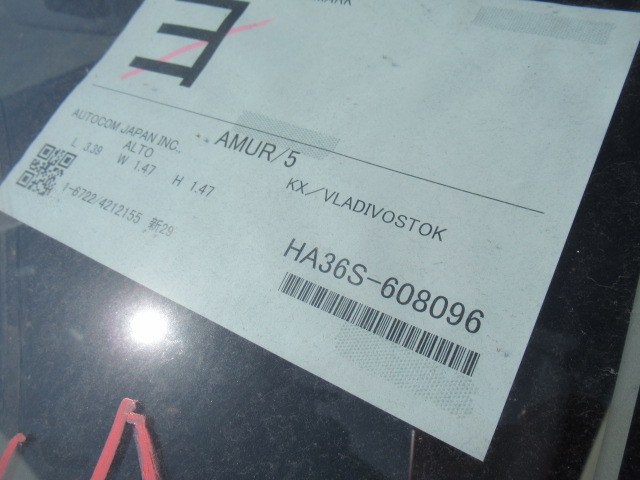 ヨ
AUTOCOM JAPAN INC.,
AMUR/5
ALTO
L 3.39 W 1.47 H 1.47
KX／VLADIVOSTOK
1-6722/4212155 新29
HA36S-608096